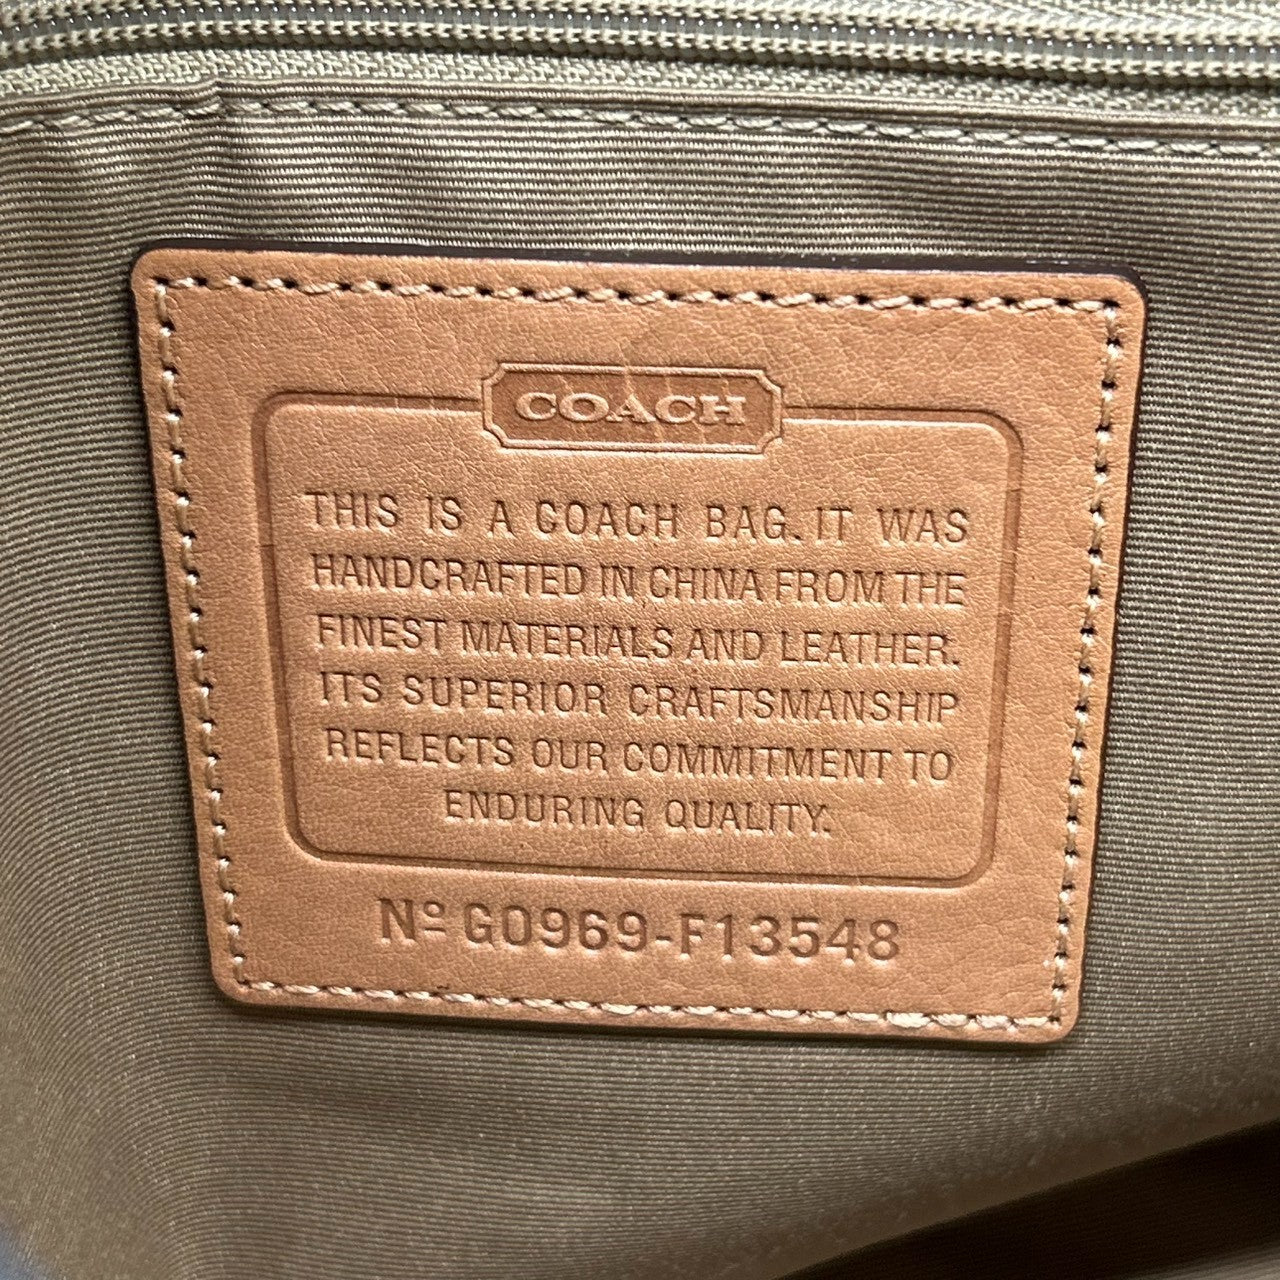 COACH
THIS IS A COACH BAG. IT WAS
HANDCRAFTED IN CHINA FROM THE
FINEST MATERIALS AND LEATHER.
ITS SUPERIOR CRAFTSMANSHIP
REFLECTS OUR COMMITMENT TO
ENDURING QUALITY.
Nº G0969-F13548